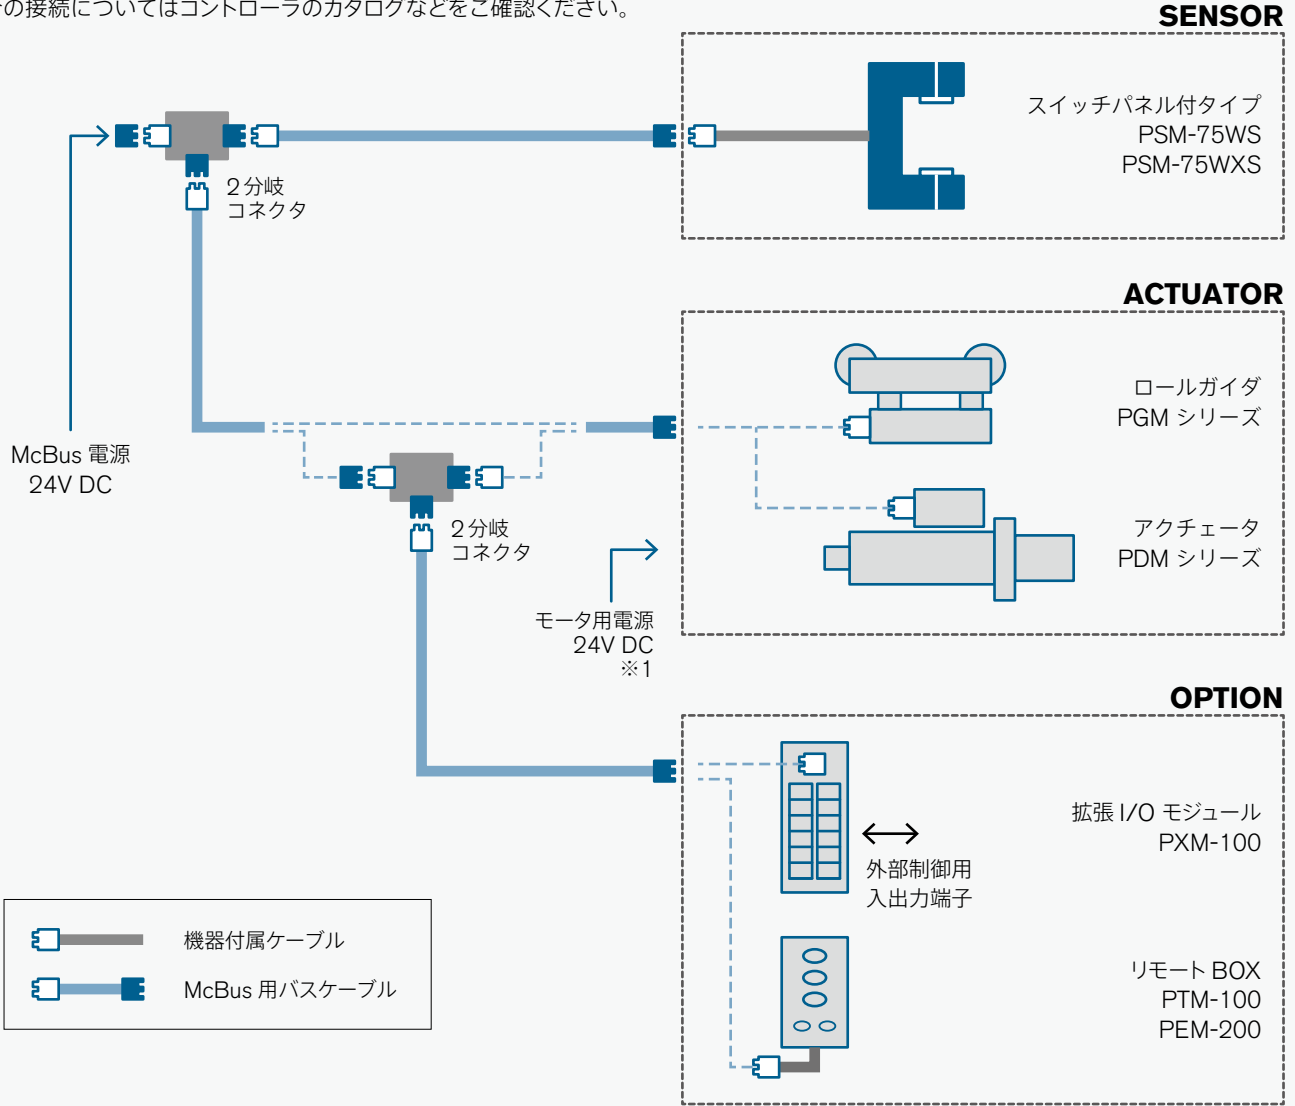 の接続についてはコントローラのカタログなどをご確認ください。
SENSOR
スイッチパネル付タイプ
PSM-75WS
PSM-75WXS
2分岐
コネクタ
McBus 電源
24V DC
ACTUATOR
ロールガイダ
PGM シリーズ
アクチェータ
PDM シリーズ
2分岐
コネクタ
モータ用電源
24V DC
※1
OPTION
拡張 I/O モジュール
PXM-100
外部制御用
入出力端子
リモート BOX
PTM-100
PEM-200
機器付属ケーブル
McBus 用バスケーブル